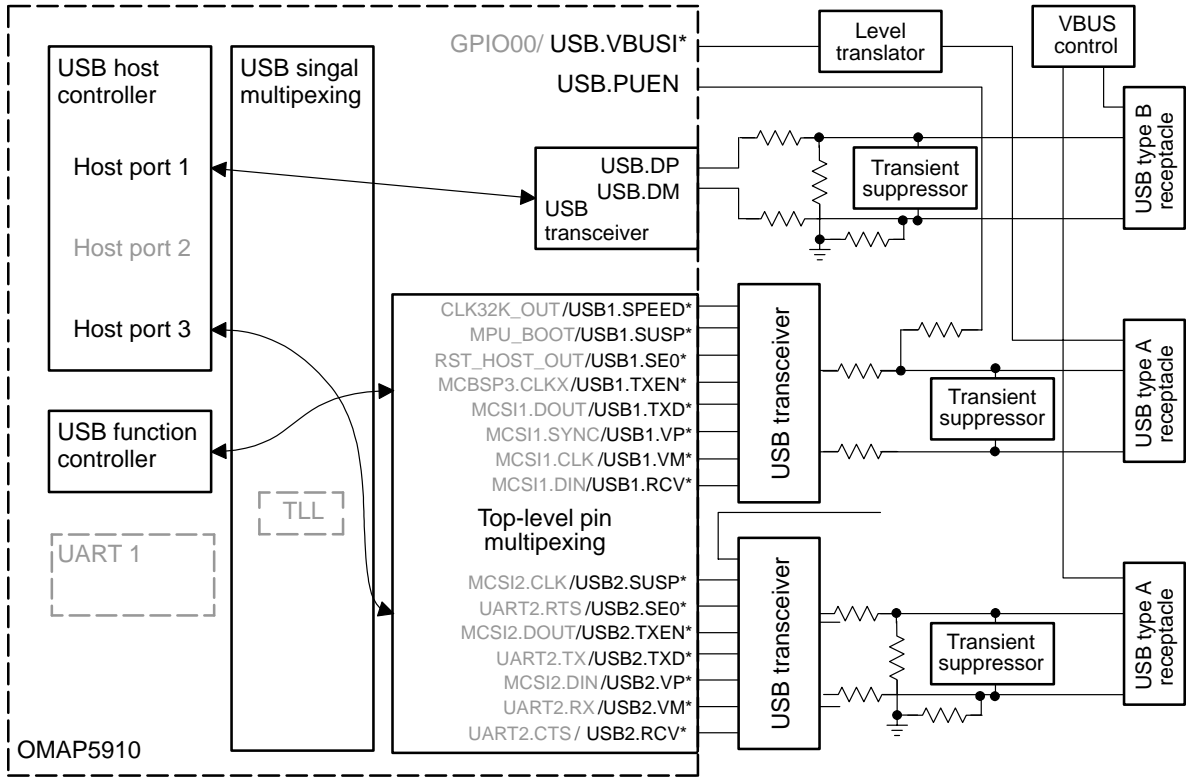 GPIO00/ USB.VBUSI*
USB.PUEN
Level
translator
VBUS
control
USB host
controller
Host port 1
Host port 2
Host port 3
USB singal
multipexing
USB.DP
USB.DM
USB
transceiver
Transient
suppressor
USB type B
receptacle
USB function
controller
UART 1
TLL
CLK32K_OUT/USB1.SPEED*
MPU_BOOT/USB1.SUSP*
RST_HOST_OUT/USB1.SE0*
MCBSP3.CLKX/USB1.TXEN*
MCSI1.DOUT/USB1.TXD*
MCSI1.SYNC/USB1.VP*
MCSI1.CLK/USB1.VM*
MCSI1.DIN/USB1.RCV*
Top-level pin
multipexing
MCSI2.CLK/USB2.SUSP*
UART2.RTS/USB2.SE0*
MCSI2.DOUT/USB2.TXEN*
UART2.TX/USB2.TXD*
MCSI2.DIN/USB2.VP*
UART2.RX/USB2.VM*
UART2.CTS/ USB2.RCV*
USB transceiver
Transient
suppressor
USB type A
receptacle
USB transceiver
Transient
suppressor
USB type A
receptacle
OMAP5910